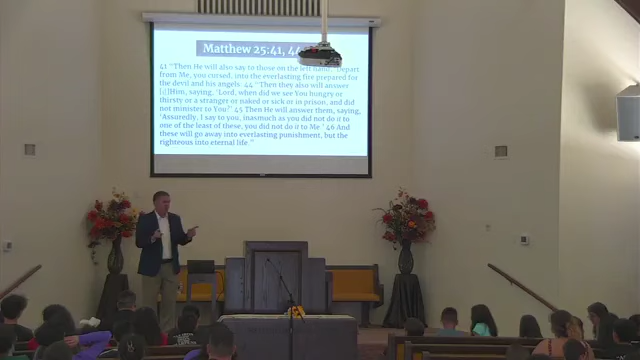 Matthew 25:41, 44
41 "Then He will also say to those on the left hand, 'Depart
from Me, you cursed, into the everlasting fire prepared for
the devil and his angels: 44 "Then they also will answer
Him, saying, 'Lord, when did we see You hungry or
thirsty or a stranger or naked or sick or in prison, and did
not minister to You?' 45 Then He will answer them, saying,
'Assuredly, I say to you, inasmuch as you did not do it to
one of the least of these, you did not do it to Me.' 46 And
these will go away into everlasting punishment, but the
righteous into eternal life."